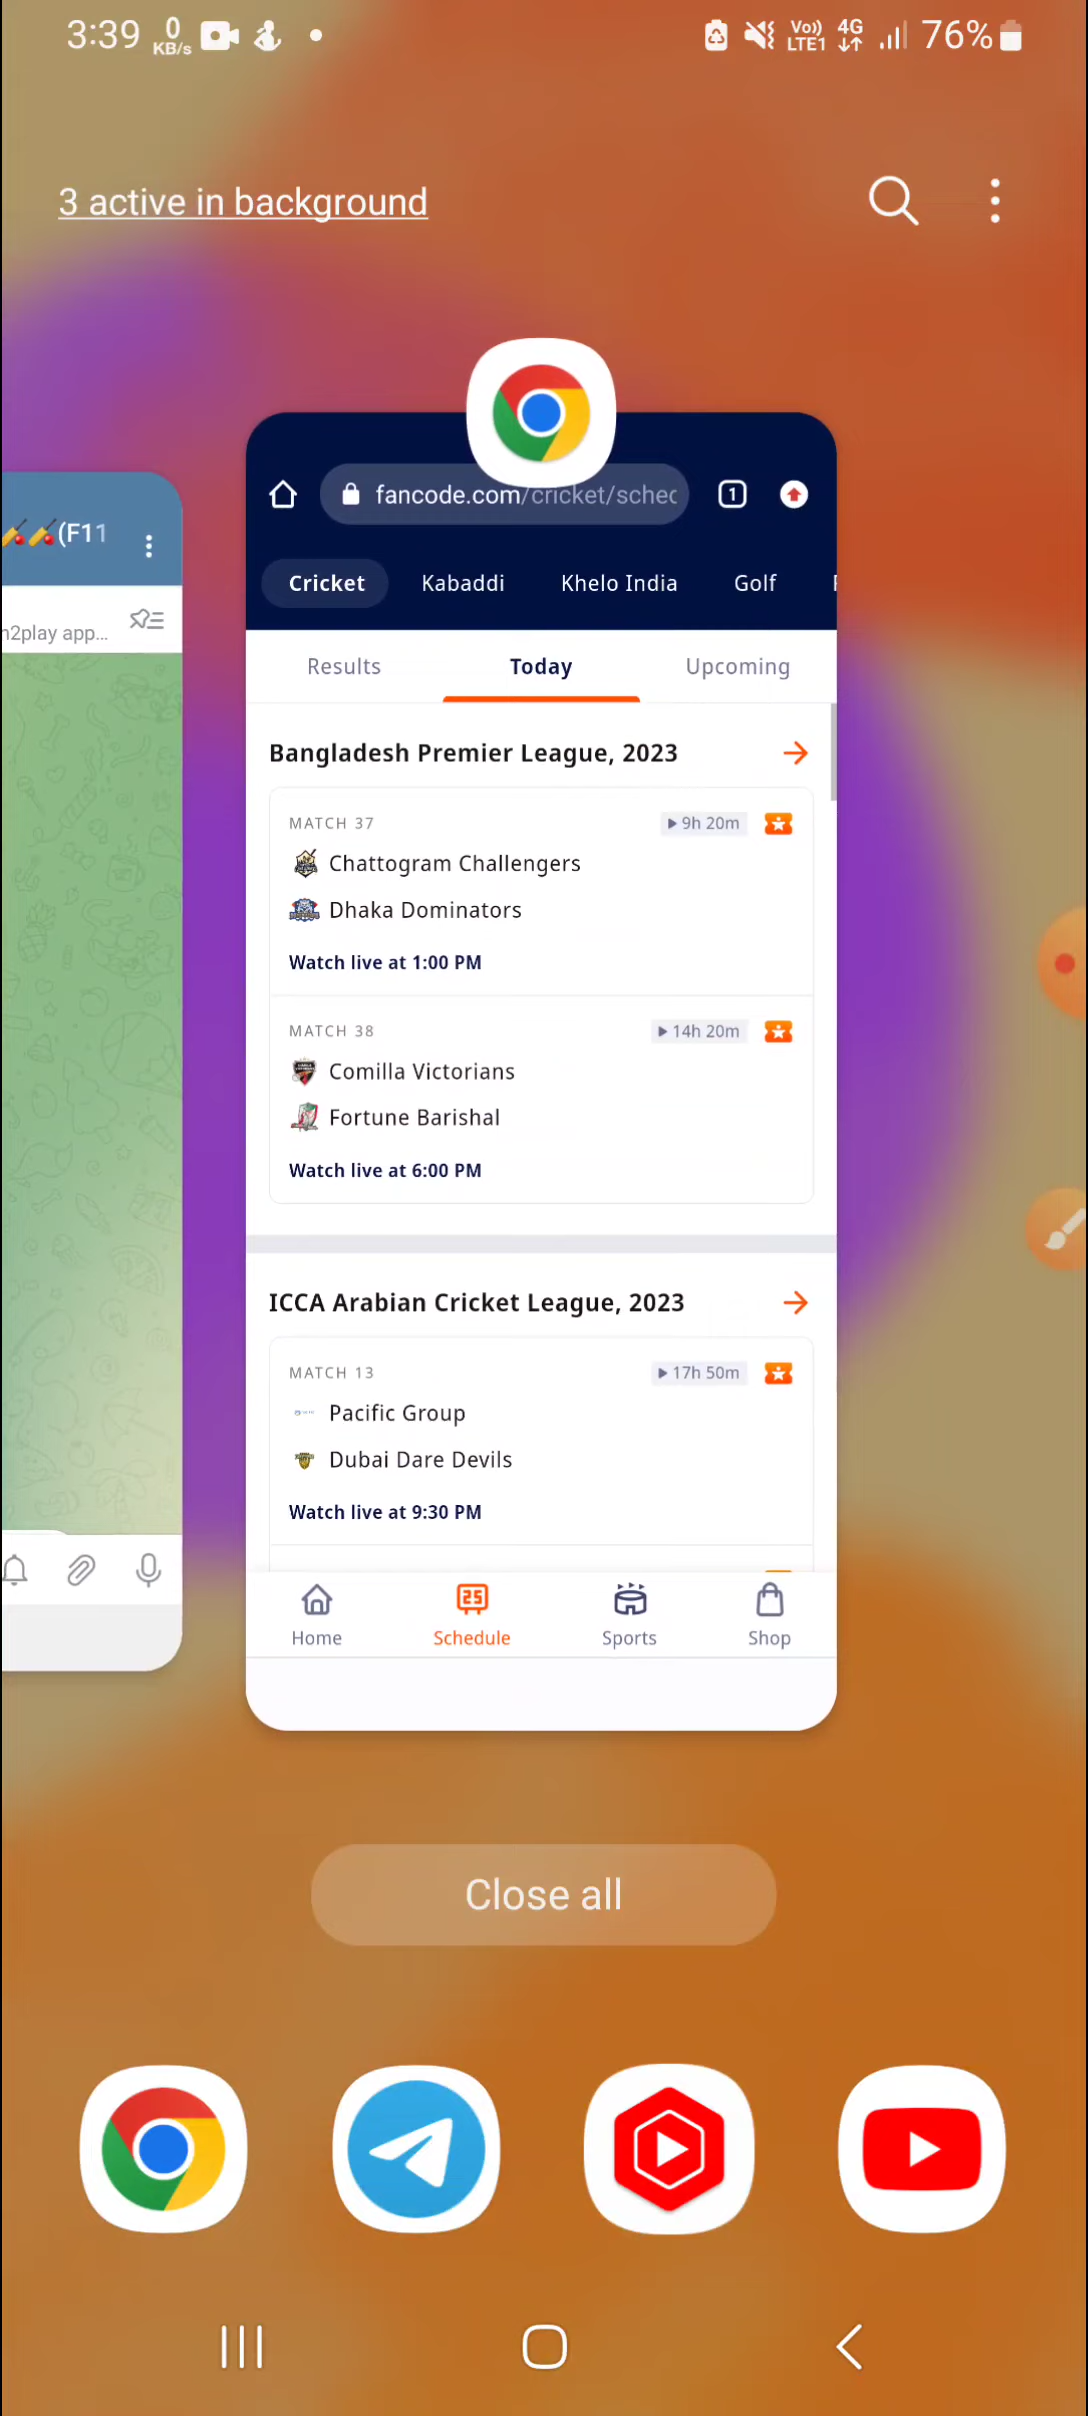 3:39 0 KB/s Vo)) LTE1 4G 76%
3 active in background
(F11
n2play app...
fancode.com/cricket/sched
1
Cricket Kabaddi Khelo India Golf
Results Today Upcoming
Bangladesh Premier League, 2023
MATCH 37 9h 20m
Chattogram Challengers
Dhaka Dominators
Watch live at 1:00 PM
MATCH 38 14h 20m
Comilla Victorians
Fortune Barishal
Watch live at 6:00 PM
ICCA Arabian Cricket League, 2023
MATCH 13 17h 50m
Pacific Group
Dubai Dare Devils
Watch live at 9:30 PM
25
Home Schedule Sports Shop
Close all